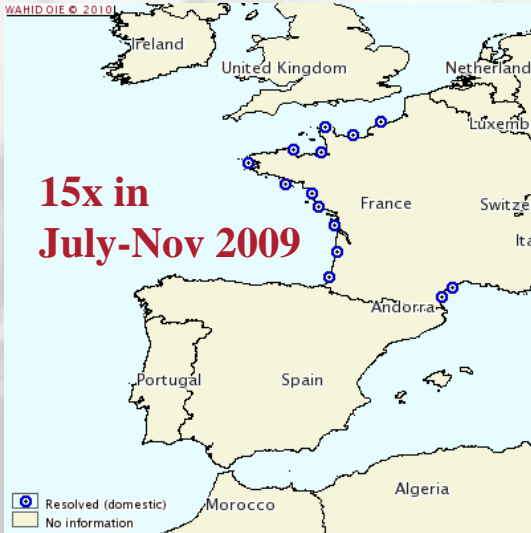 WAHID OIE © 2010
Ireland
United Kingdom
Netherland
Luxemb
15x in
July-Nov 2009
France
Switze
Ita
Andorra
Portugal
Spain
Algeria
Morocco
Resolved (domestic)
No information